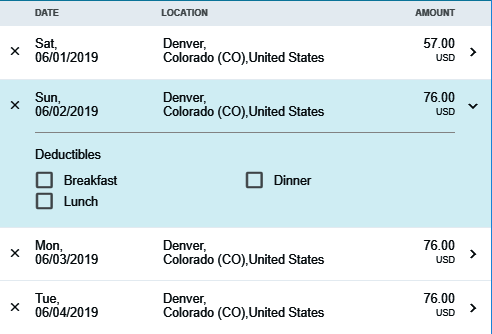 DATE LOCATION AMOUNT
Sat, Denver, 57.00
06/01/2019 Colorado (CO),United States USD
Sun, Denver, 76.00
06/02/2019 Colorado (CO),United States USD
Deductibles
Breakfast Dinner
Lunch
Mon, Denver, 76.00
06/03/2019 Colorado (CO),United States USD
Tue, Denver, 76.00
06/04/2019 Colorado (CO),United States USD